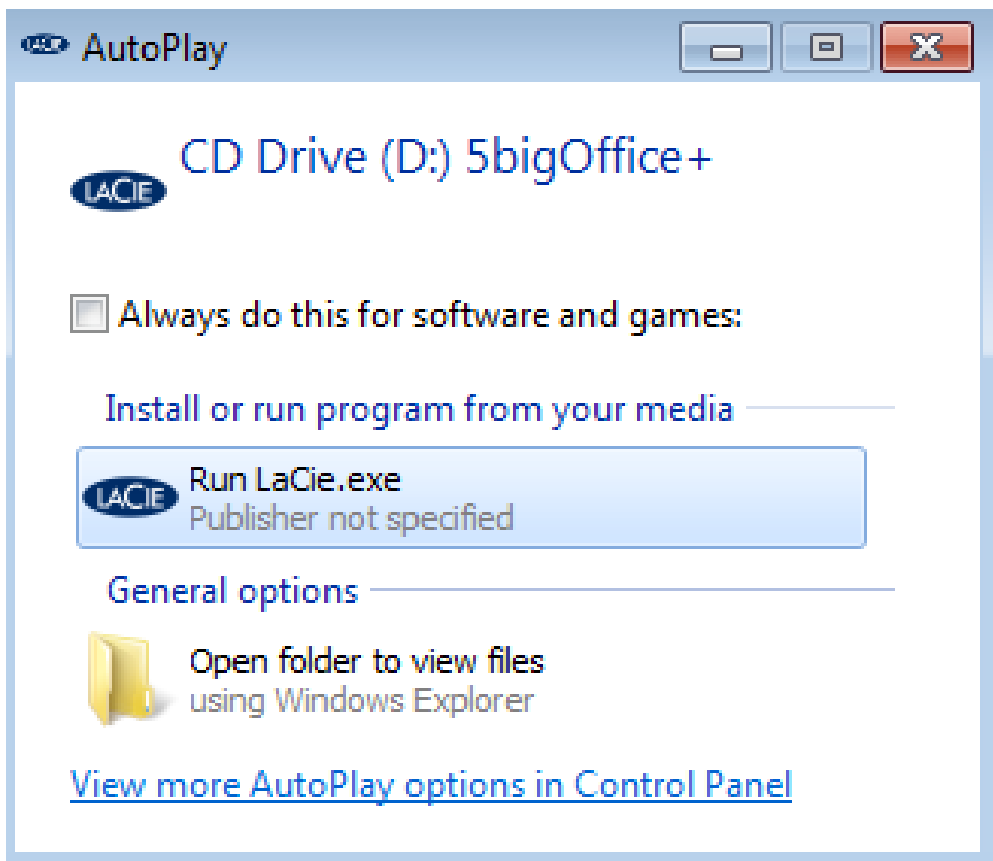 AutoPlay
CD Drive (D:) 5bigOffice+
LACIE
Always do this for software and games:
Install or run program from your media
LACIE
Run LaCie.exe
Publisher not specified
General options
Open folder to view files
using Windows Explorer
View more AutoPlay options in Control Panel